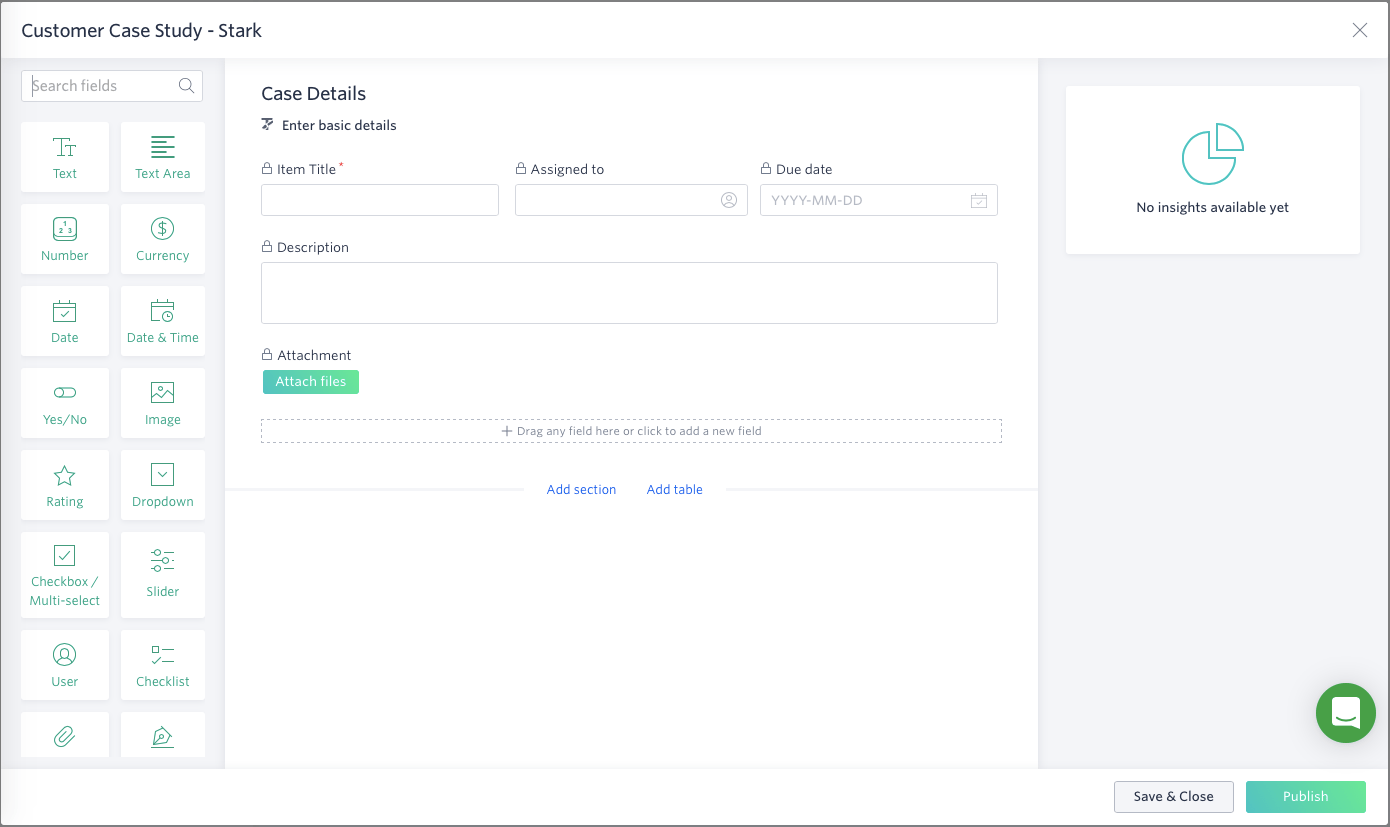 Customer Case Study - Stark
Search fields
Text
Text Area
Number
Currency
Date
Date & Time
Yes/No
Image
Rating
Dropdown
Checkbox /
Multi-select
Slider
User
Checklist
Case Details
Enter basic details
Item Title *
Assigned to
Due date
YYYY-MM-DD
Description
Attachment
Attach files
+ Drag any field here or click to add a new field
Add section
Add table
No insights available yet
Save & Close
Publish